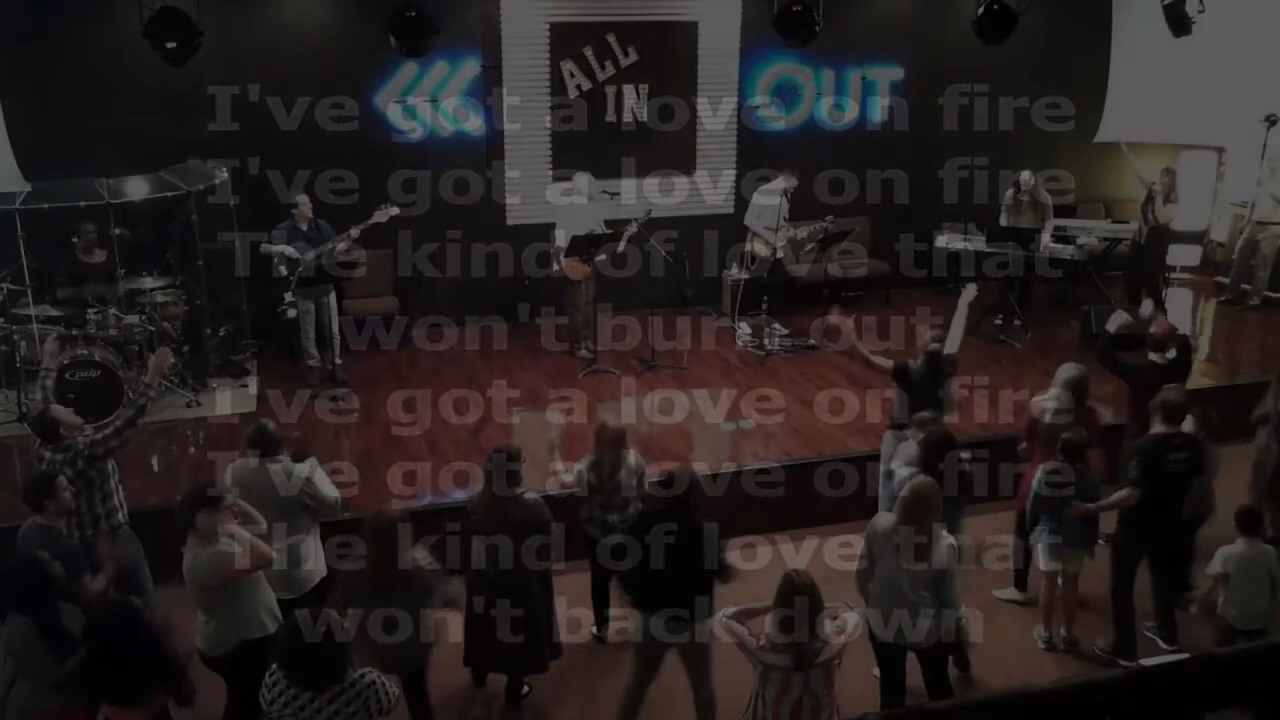 ALL
IN
OUT
I've got a love on fire
I've got a love on fire
The kind of love that
won't burn out
I've got a love on fire
I've got a love on fire
The kind of love that
won't back down
pdp